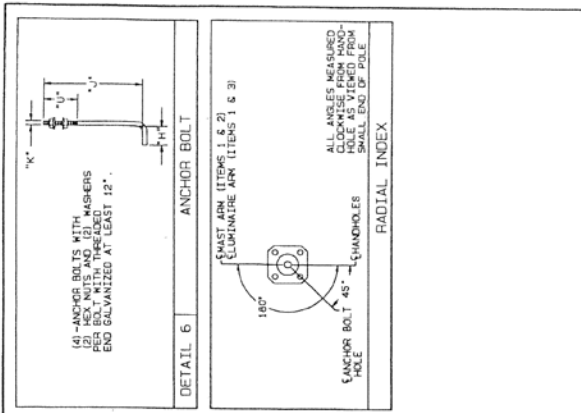 (4)-ANCHOR BOLTS WITH
(2) HEX NUTS AND (2) WASHERS
PER BOLT WITH THREADED
END GALVANIZED AT LEAST 12".
"K"
"U"
"J"
"H"
DETAIL 6
ANCHOR BOLT
℄MAST ARM (ITEMS 1 & 2)
℄LUMINAIRE ARM (ITEMS 1 & 3)
180°
℄HANDHOLES
45°
℄ANCHOR BOLT
HOLE
ALL ANGLES MEASURED
CLOCKWISE FROM HAND-
HOLE AS VIEWED FROM
SMALL END OF POLE
RADIAL INDEX